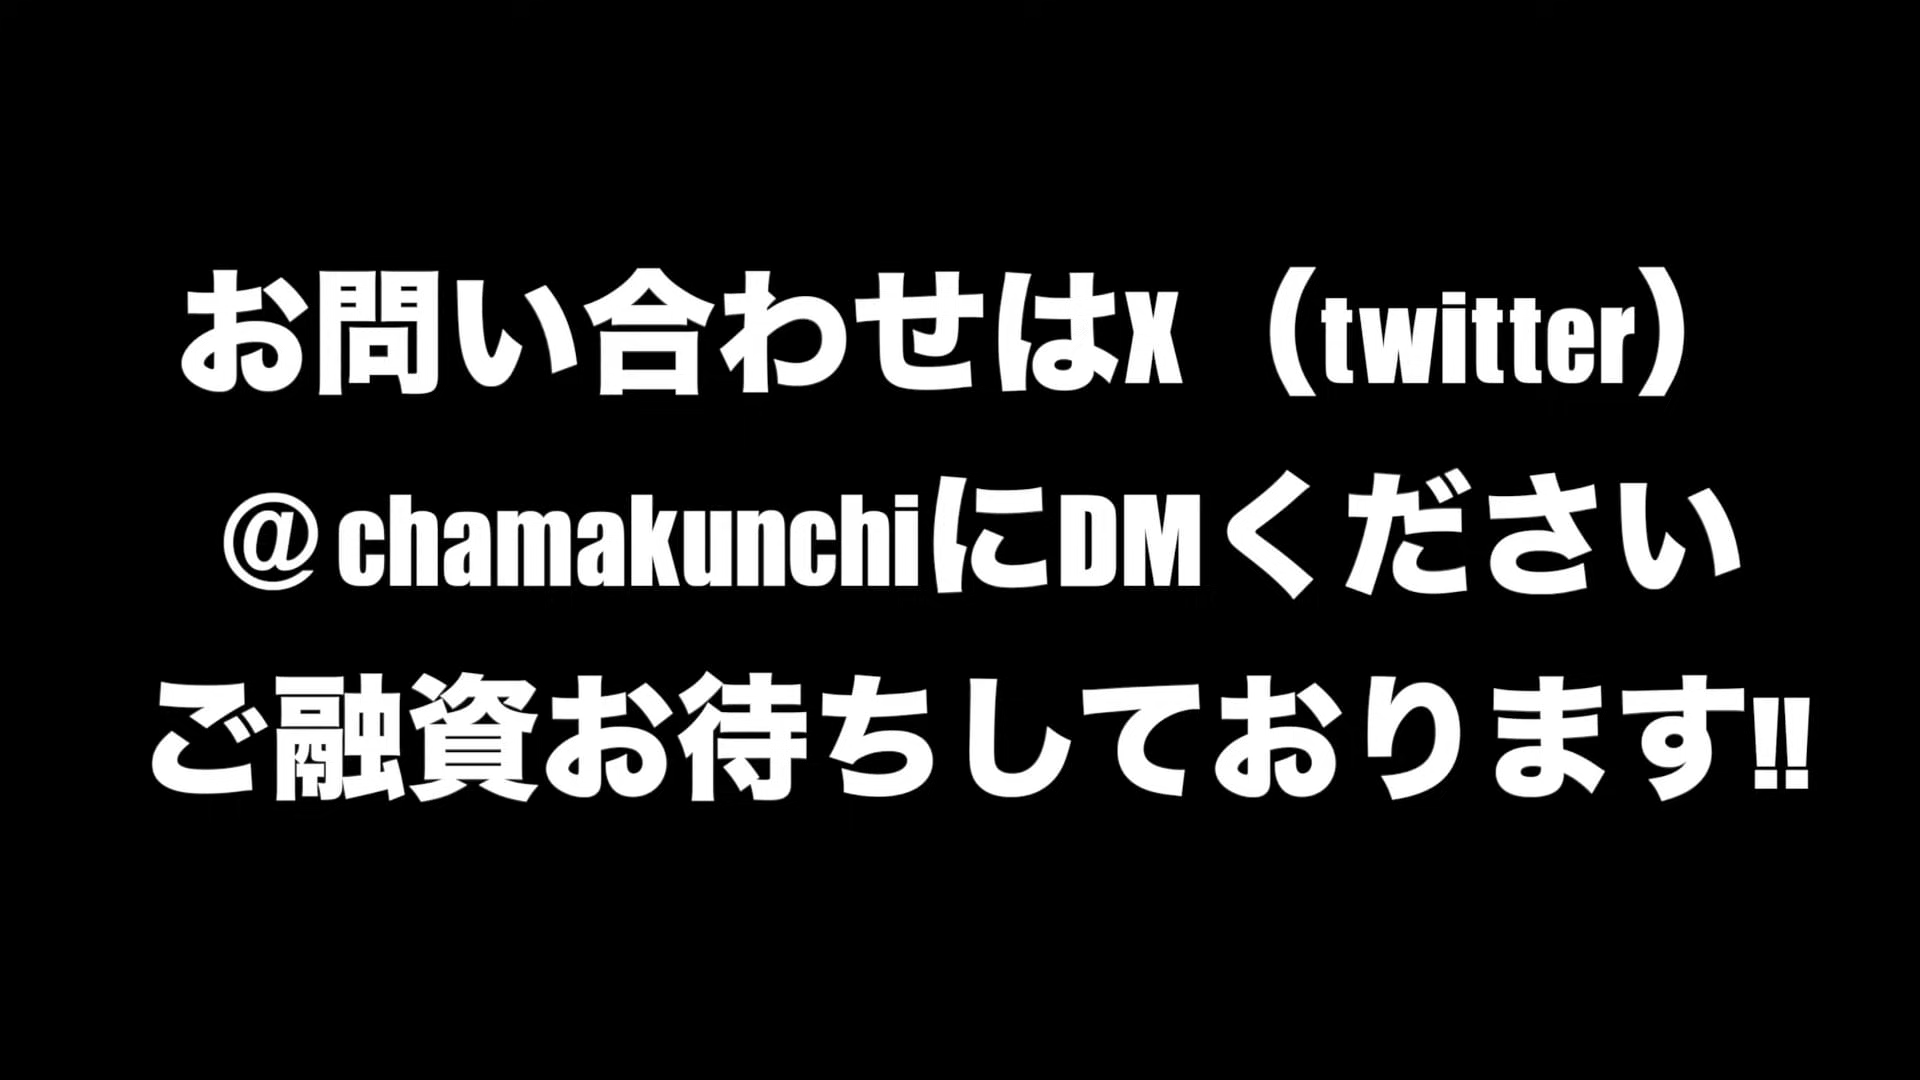 お問い合わせはX（twitter）
@chamakunchiにDMください
ご融資お待ちしております!!